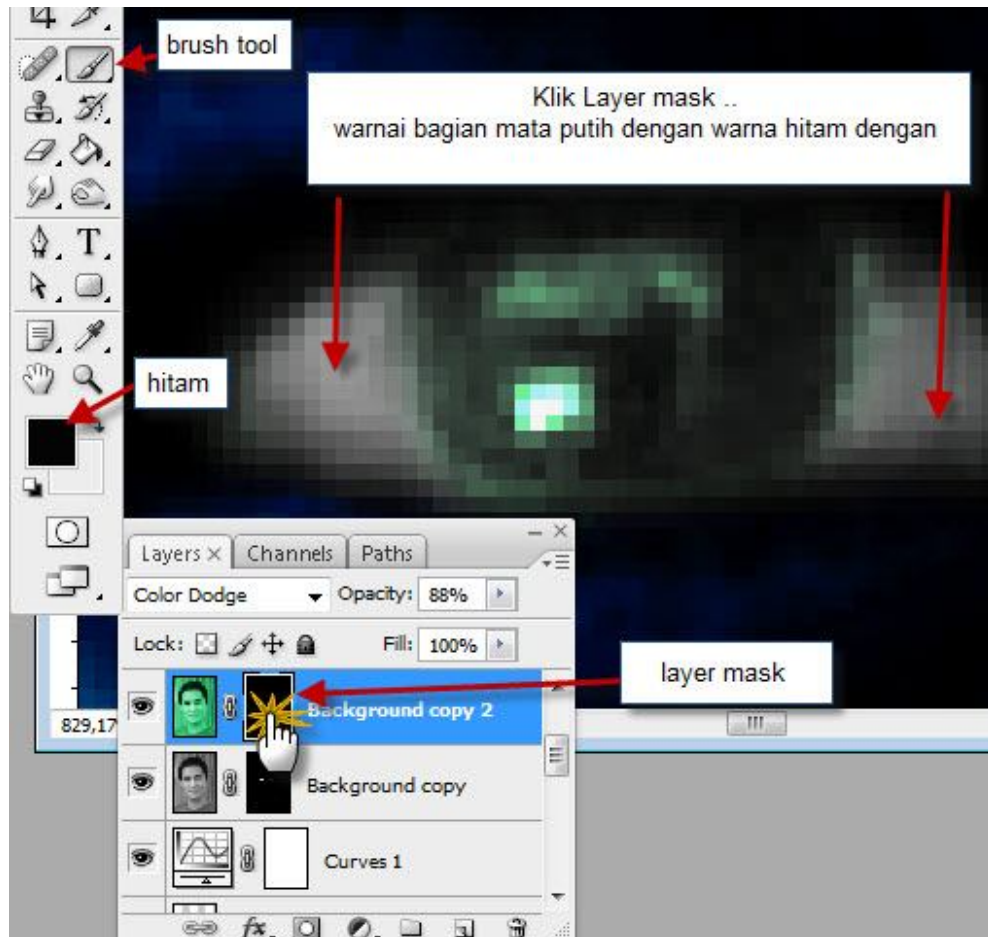 brush tool
Klik Layer mask ..
warnai bagian mata putih dengan warna hitam dengan
T
hitam
Layers × Channels Paths
Color Dodge Opacity: 88%
Lock: Fill: 100%
layer mask
Background copy 2
829,17
Background copy
Curves 1
fx